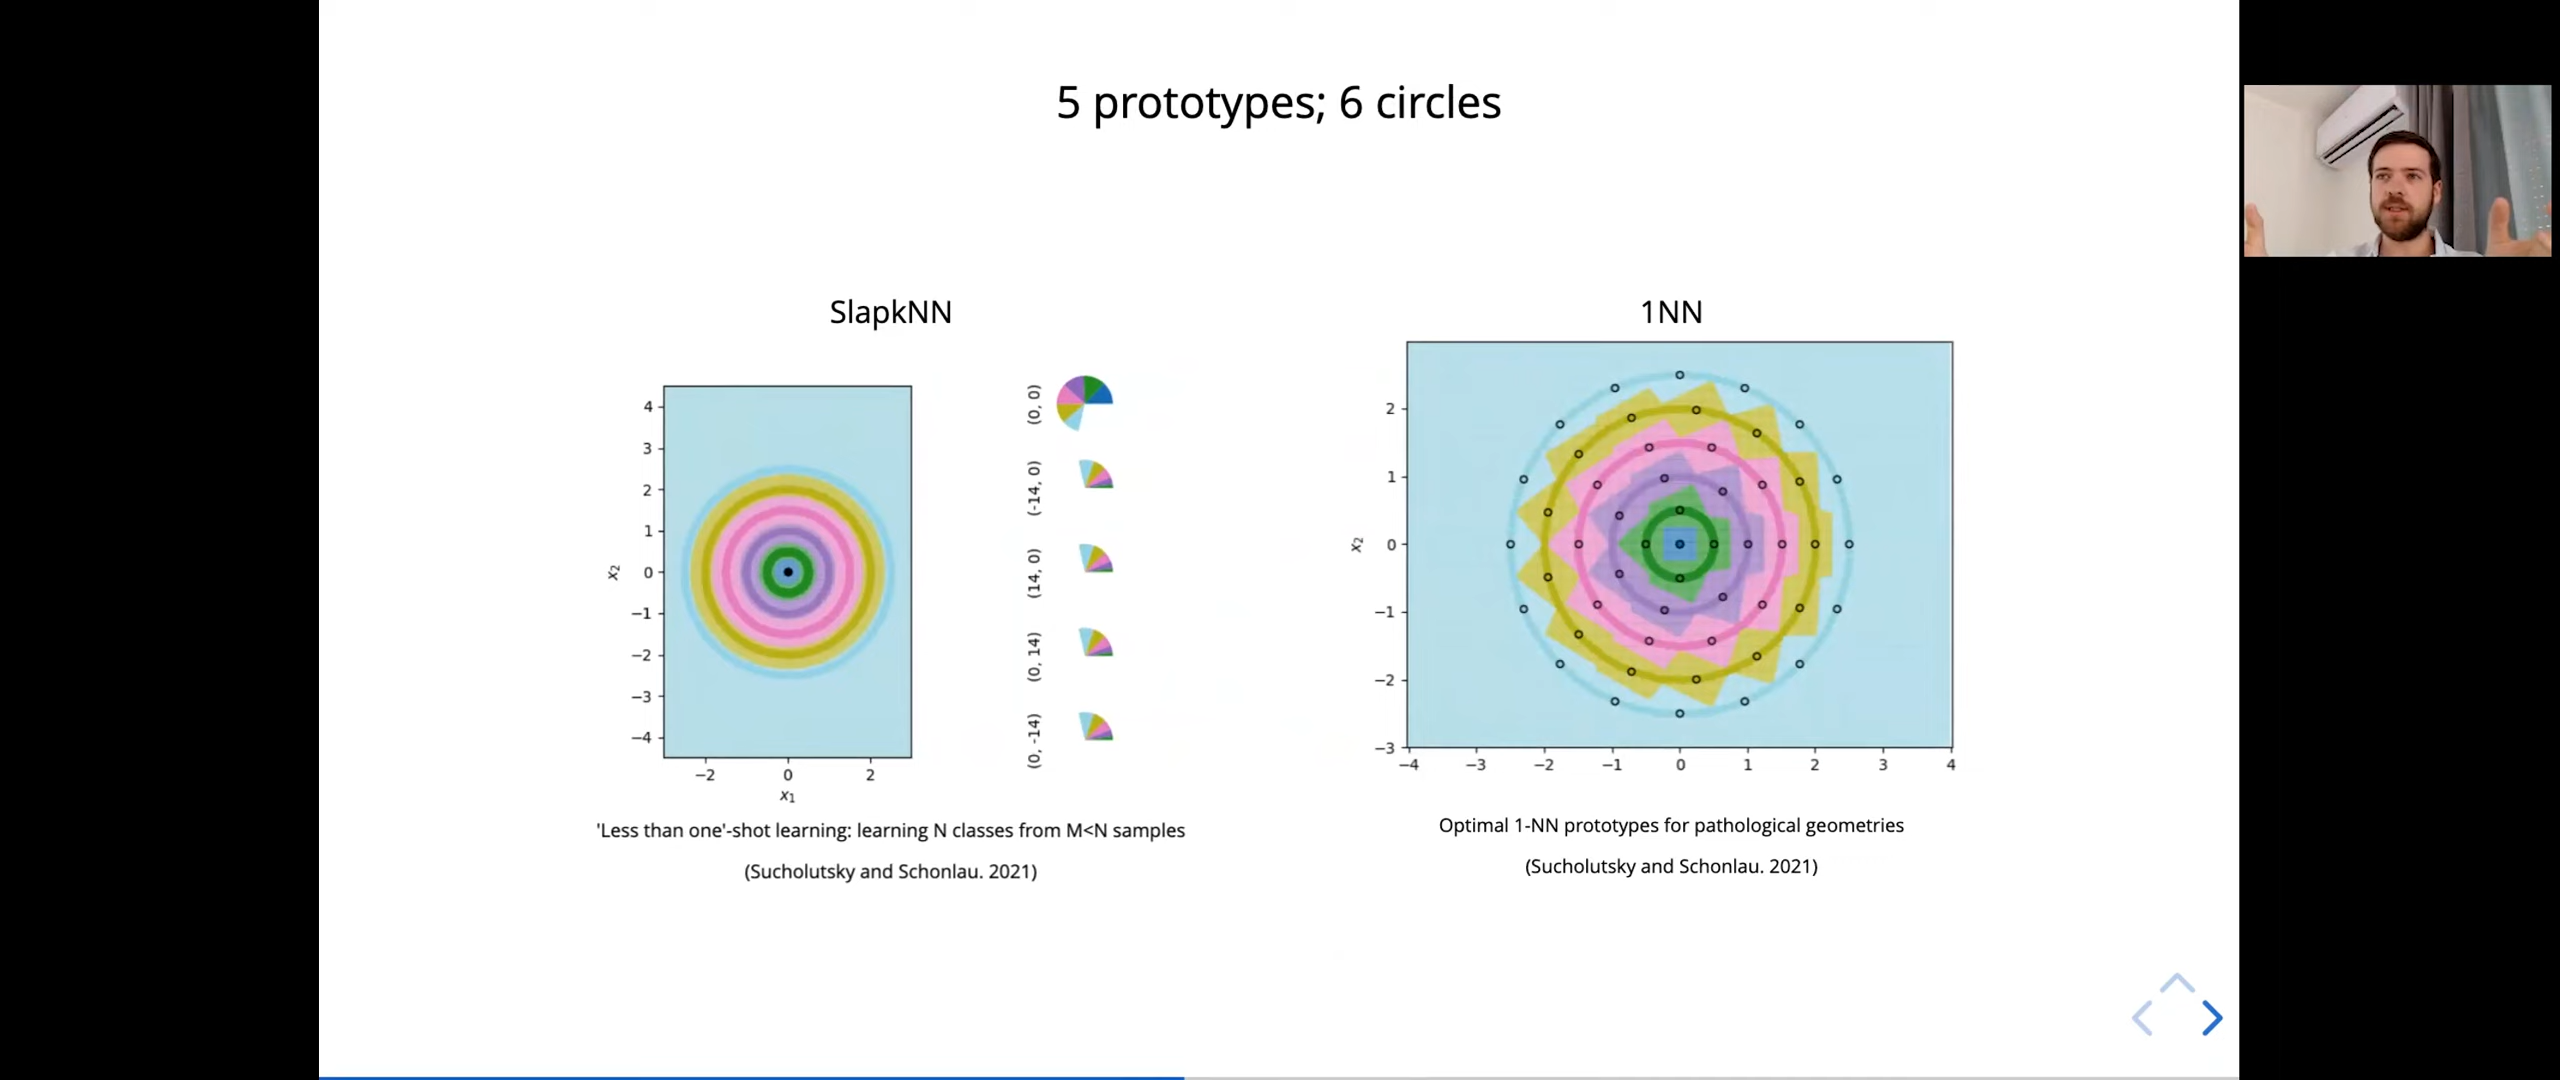 5 prototypes; 6 circles
SlapkNN
4
3
2
1
0
−1
−2
−3
−4
x₂
−2 0 2
x₁
(0, 0)
(-14, 0)
(14, 0)
(0, 14)
(0, -14)
'Less than one'-shot learning: learning N classes from M<N samples
(Sucholutsky and Schonlau. 2021)
1NN
2
1
0
−1
−2
−3
x₂
−4 −3 −2 −1 0 1 2 3 4
Optimal 1-NN prototypes for pathological geometries
(Sucholutsky and Schonlau. 2021)